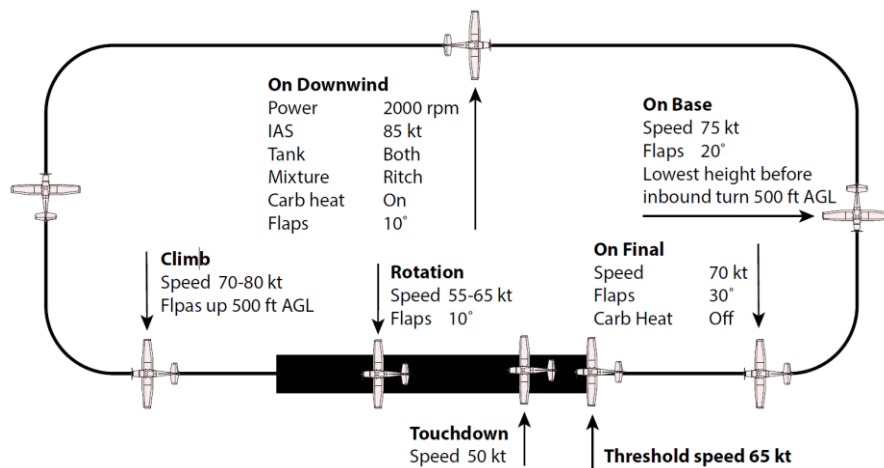 On Downwind
Power 2000 rpm
IAS 85 kt
Tank Both
Mixture Ritch
Carb heat On
Flaps 10˚
On Base
Speed 75 kt
Flaps 20˚
Lowest height before
inbound turn 500 ft AGL
Climb
Speed 70-80 kt
Flpas up 500 ft AGL
Rotation
Speed 55-65 kt
Flaps 10˚
On Final
Speed 70 kt
Flaps 30˚
Carb Heat Off
Touchdown
Speed 50 kt
Threshold speed 65 kt